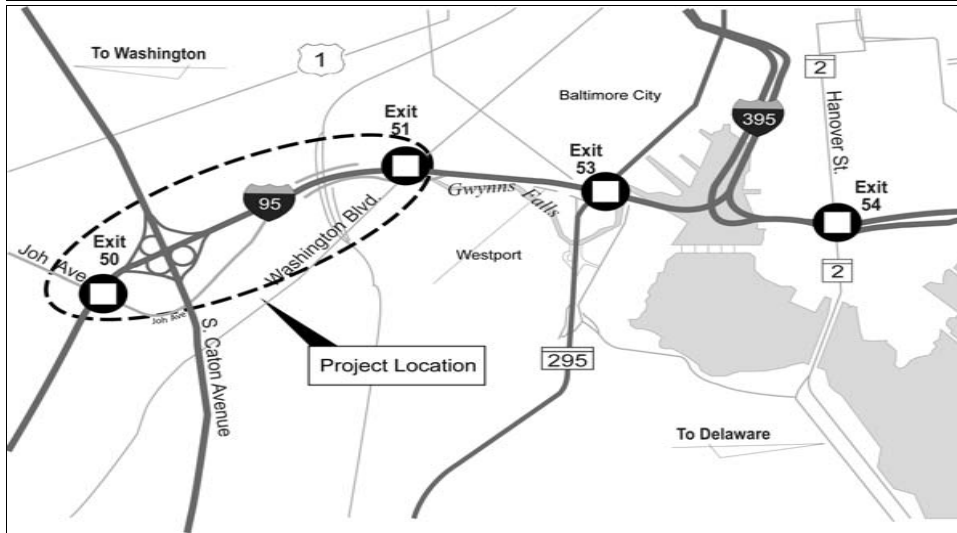 To Washington
1
2
Exit
51
Baltimore City
395
Hanover St.
Exit
53
Gwynns Falls
Exit
54
95
Washington Blvd.
Exit
50
Westport
2
Joh Ave
Joh Ave
S. Caton Avenue
Project Location
295
To Delaware